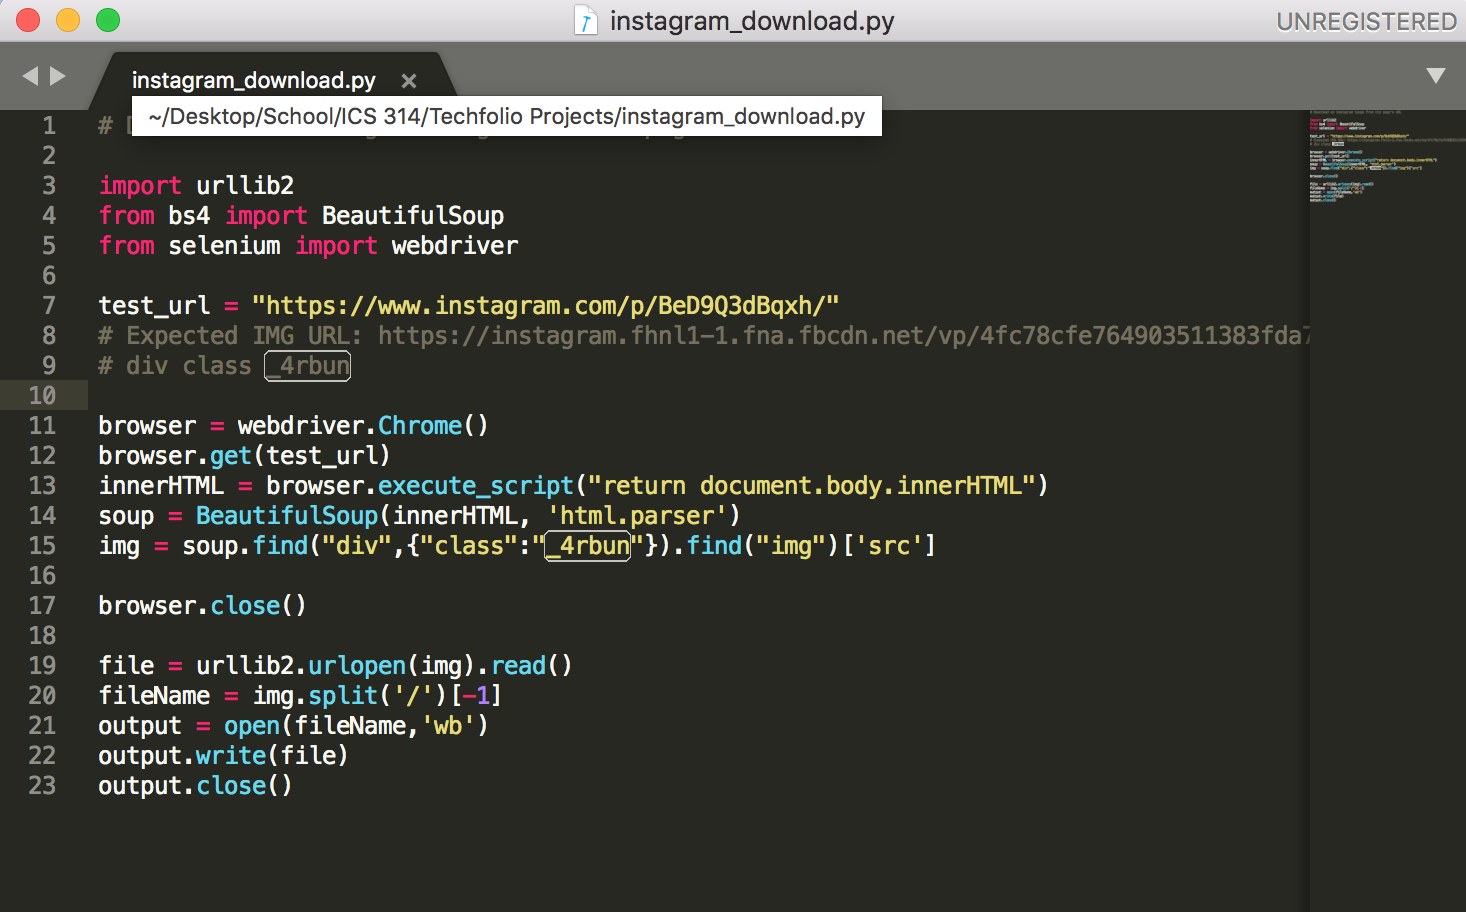 instagram_download.py
UNREGISTERED
instagram_download.py ×
~/Desktop/School/ICS 314/Techfolio Projects/instagram_download.py
1 #
2
3 import urllib2
4 from bs4 import BeautifulSoup
5 from selenium import webdriver
6
7 test_url = "https://www.instagram.com/p/BeD9Q3dBqxh/"
8 # Expected IMG URL: https://instagram.fhnl1-1.fna.fbcdn.net/vp/4fc78cfe764903511383fda7
9 # div class _4rbun
10
11 browser = webdriver.Chrome()
12 browser.get(test_url)
13 innerHTML = browser.execute_script("return document.body.innerHTML")
14 soup = BeautifulSoup(innerHTML, 'html.parser')
15 img = soup.find("div",{"class":"_4rbun"}).find("img")['src']
16
17 browser.close()
18
19 file = urllib2.urlopen(img).read()
20 fileName = img.split('/')[-1]
21 output = open(fileName,'wb')
22 output.write(file)
23 output.close()